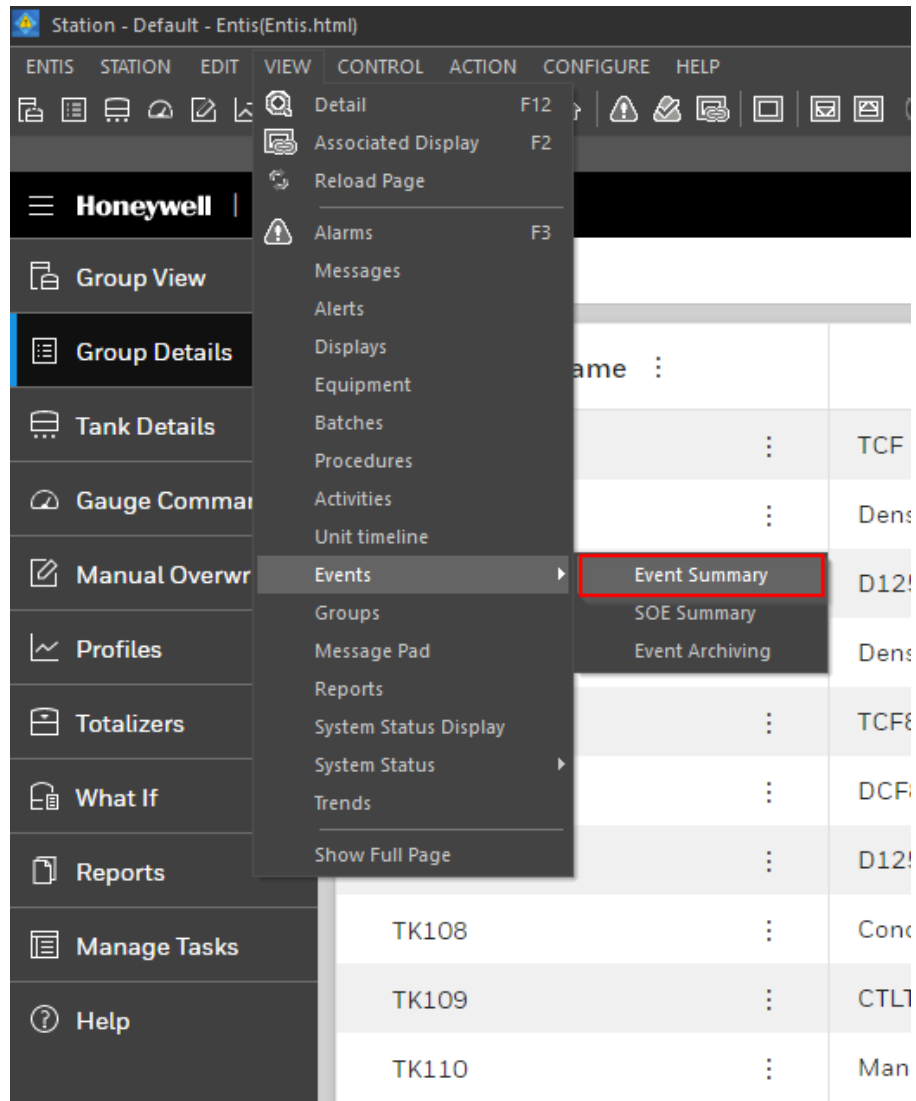 Station - Default - Entis(Entis.html)
ENTIS STATION EDIT VIEW CONTROL ACTION CONFIGURE HELP
Detail F12
Associated Display F2
Reload Page
Alarms F3
Messages
Alerts
Displays
Equipment
Batches
Procedures
Activities
Unit timeline
Events
Groups
Message Pad
Reports
System Status Display
System Status
Trends
Show Full Page
Event Summary
SOE Summary
Event Archiving
Honeywell |
Group View
Group Details
Tank Details
Gauge Comman
Manual Overwr
Profiles
Totalizers
What If
Reports
Manage Tasks
Help
ame
TCF
Dens
D125
Dens
TCF8
DCF8
D125
TK108 Conc
TK109 CTLT
TK110 Man